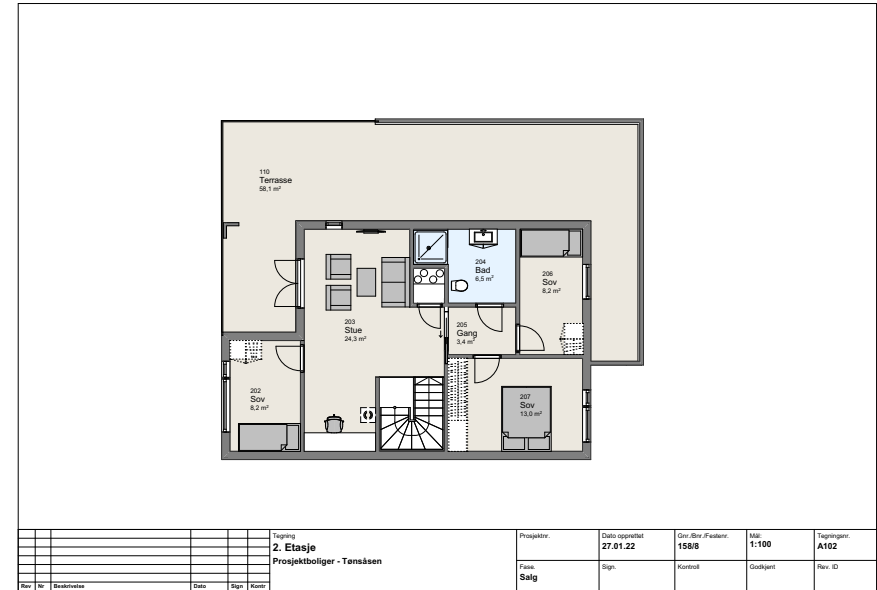 110
Terrasse
58,1 m²
204
Bad
6,5 m²
206
Sov
8,2 m²
203
Stue
24,3 m²
205
Gang
3,4 m²
202
Sov
8,2 m²
207
Sov
13,0 m²
Tegning
2. Etasje
Prosjektboliger - Tønsåsen
Prosjektnr.
Dato opprettet
27.01.22
Gnr./Bnr./Festenr.
158/8
Mål:
1:100
Tegningsnr.
A102
Fase.
Salg
Sign.
Kontroll
Godkjent
Rev. ID
Rev Nr Beskrivelse Dato Sign Kontr